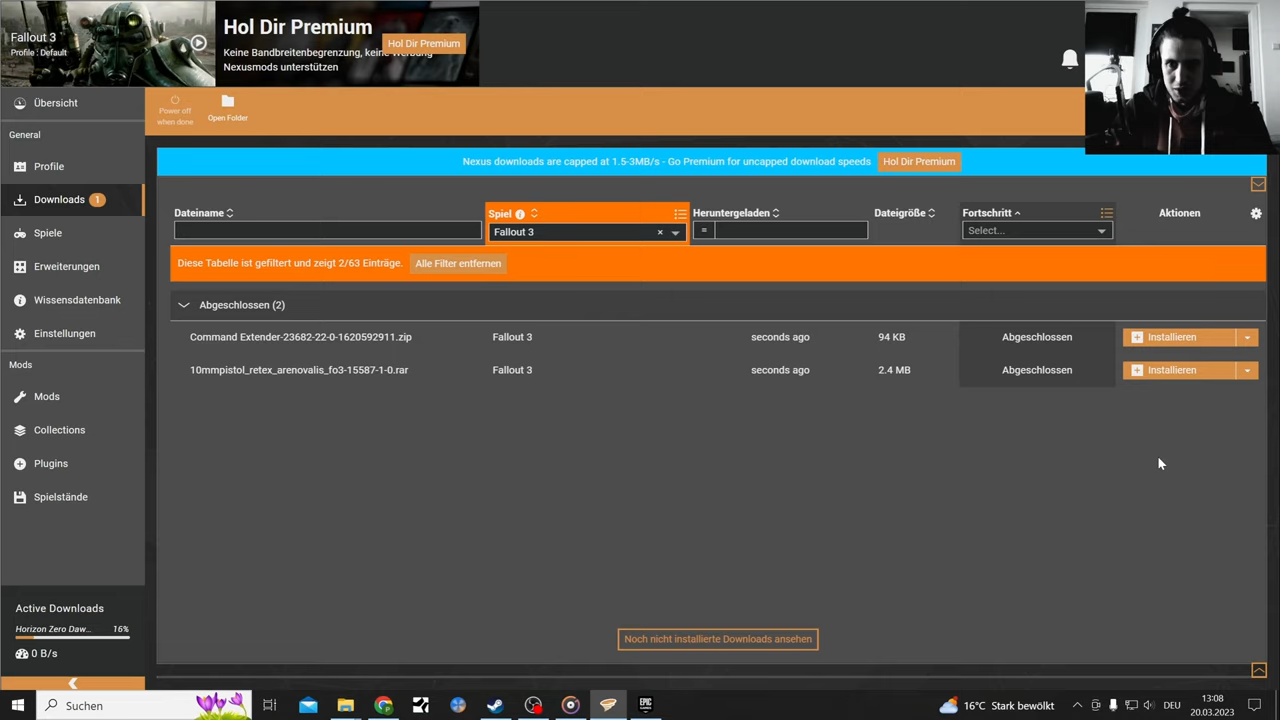 Fallout 3
Profile : Default
Hol Dir Premium
Keine Bandbreitenbegrenzung, keine Werbung
Nexusmods unterstützen
Hol Dir Premium
Übersicht
General
Profile
Downloads 1
Spiele
Erweiterungen
Wissensdatenbank
Einstellungen
Mods
Mods
Collections
Plugins
Spielstände
Active Downloads
Horizon Zero Daw... 16%
0 B/s
Power off
when done
Open Folder
Nexus downloads are capped at 1.5-3MB/s - Go Premium for uncapped download speeds Hol Dir Premium
Dateiname Spiel Heruntergeladen Dateigröße Fortschritt Aktionen
Fallout 3 × = Select...
Diese Tabelle ist gefiltert und zeigt 2/63 Einträge. Alle Filter entfernen
Abgeschlossen (2)
Command Extender-23682-22-0-1620592911.zip Fallout 3 seconds ago 94 KB Abgeschlossen Installieren
10mmpistol_retex_arenovalis_fo3-15587-1-0.rar Fallout 3 seconds ago 2.4 MB Abgeschlossen Installieren
Noch nicht installierte Downloads ansehen
Suchen
EPIC
16°C Stark bewölkt
DEU
13:08
20.03.2023